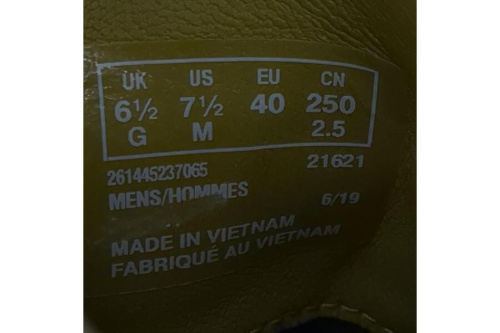 UK US EU CN
6½ 7½ 40 250
G M 2.5
261445237065 21621
MENS/HOMMES 6/19
MADE IN VIETNAM
FABRIQUÉ AU VIETNAM